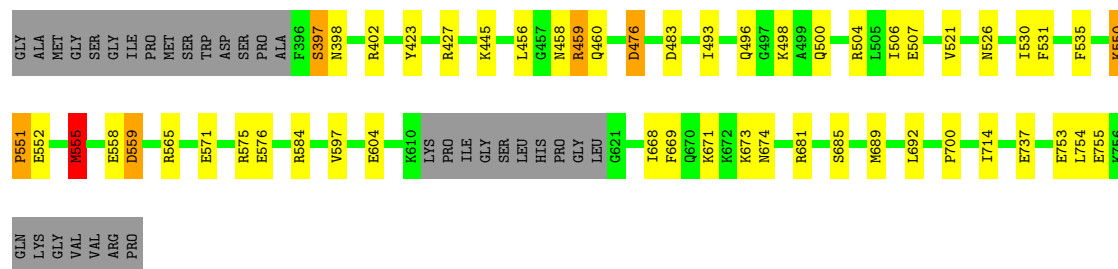 GLY ALA MET GLY SER GLY ILE PRO MET SER TRP ASP SER PRO ALA F396 S397 N398 R402 Y423 R427 K445 L456 G457 N458 R459 Q460 D476 D483 I493 Q496 G497 K498 A499 Q500 R504 L505 I506 E507 V521 N526 I530 F531 F535 K550
P551 E552 M555 E558 D559 R565 E571 R575 E576 R584 V597 E604 K610 LYS PRO ILE GLY SER LEU HIS PRO GLY LEU G621 I668 F669 Q670 K671 K672 K673 N674 R681 S685 M689 L692 P700 I714 E737 E753 L754 E755 K756
GLN LYS GLY VAL VAL ARG PRO